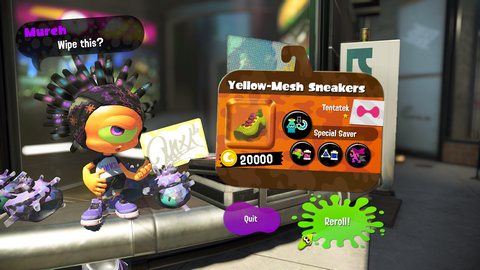 Murch
Wipe this?
Yellow-Mesh Sneakers
Tentatek
Special Saver
20000
Quit
Reroll!